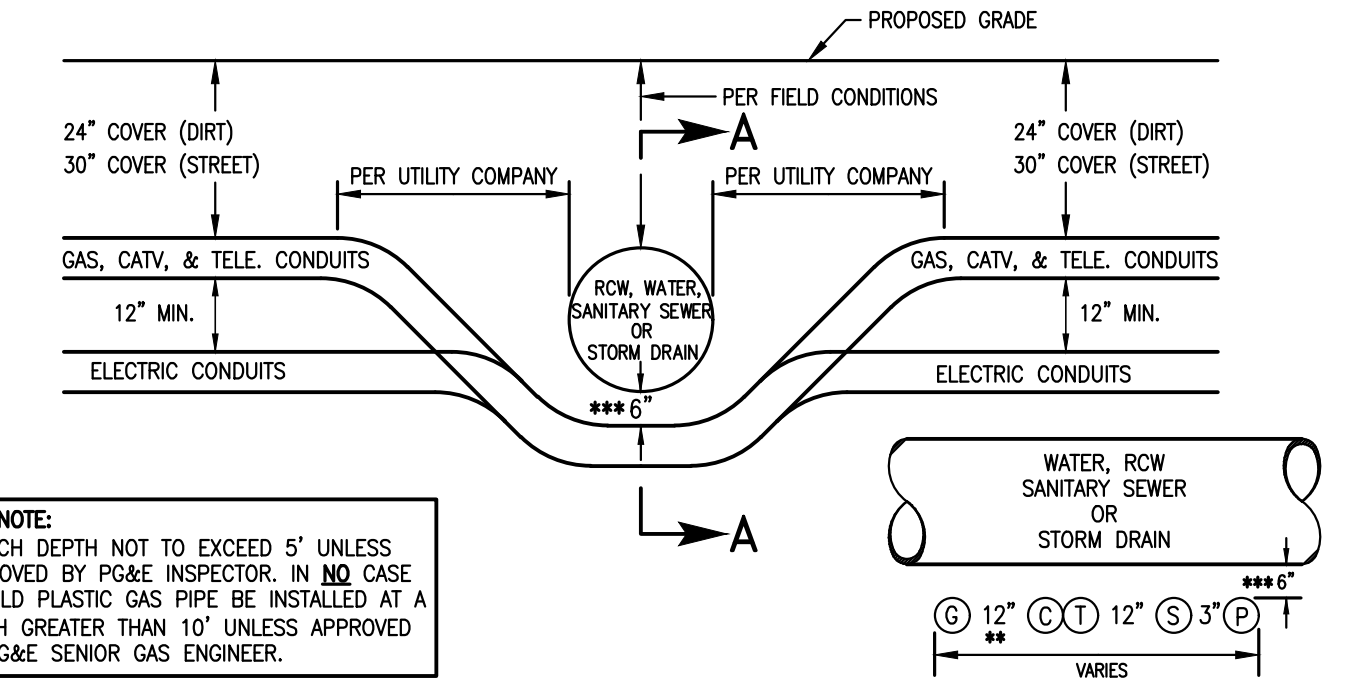 PROPOSED GRADE
PER FIELD CONDITIONS
24" COVER (DIRT)
30" COVER (STREET)
A
24" COVER (DIRT)
30" COVER (STREET)
PER UTILITY COMPANY
PER UTILITY COMPANY
GAS, CATV, & TELE. CONDUITS
GAS, CATV, & TELE. CONDUITS
RCW, WATER,
SANITARY SEWER
OR
STORM DRAIN
12" MIN.
12" MIN.
ELECTRIC CONDUITS
ELECTRIC CONDUITS
***6"
A
WATER, RCW
SANITARY SEWER
OR
STORM DRAIN
***6"
G 12" C T 12" S 3" P
**
VARIES
NOTE:
CH DEPTH NOT TO EXCEED 5' UNLESS
OVED BY PG&E INSPECTOR. IN NO CASE
LD PLASTIC GAS PIPE BE INSTALLED AT A
H GREATER THAN 10' UNLESS APPROVED
G&E SENIOR GAS ENGINEER.